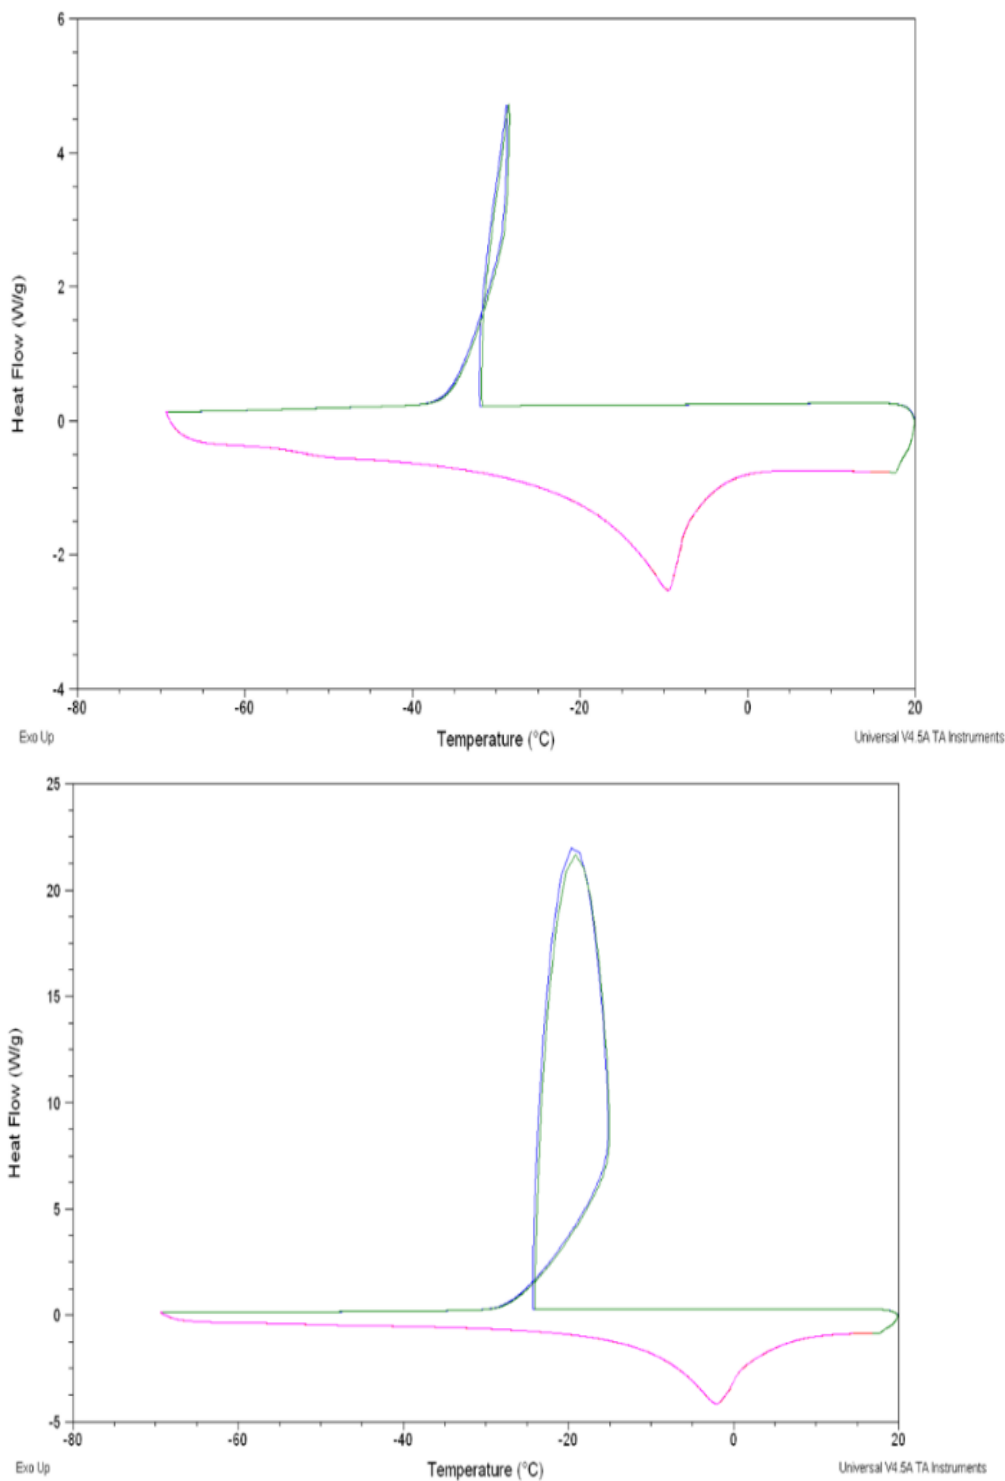 6
4
2
0
-2
-4
Heat Flow (W/g)
-80 -60 -40 -20 0 20
Exo Up Temperature (°C) Universal V4.5A TA Instruments
25
20
15
10
5
0
-5
Heat Flow (W/g)
-80 -60 -40 -20 0 20
Exo Up Temperature (°C) Universal V4.5A TA Instruments